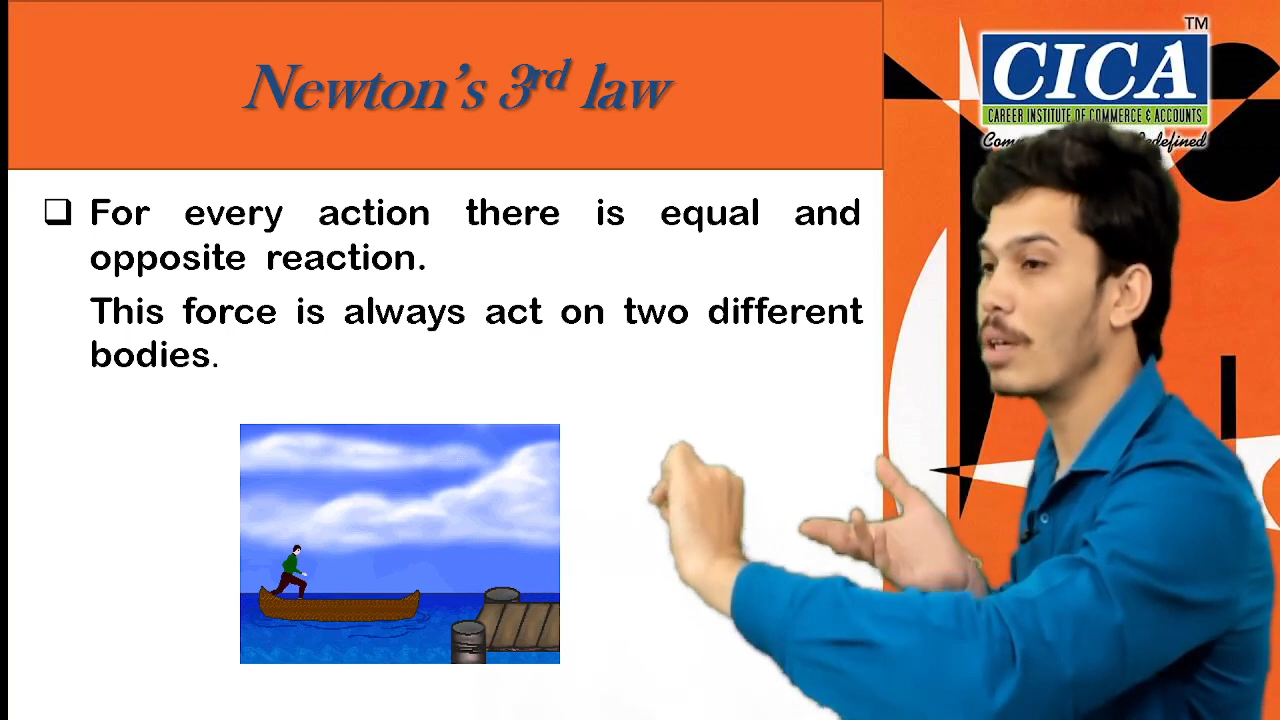 Newton's 3rd law
❑ For every action there is equal and
opposite reaction.
This force is always act on two different
bodies.
TM
CICA
CAREER INSTITUTE OF COMMERCE & ACCOUNTS